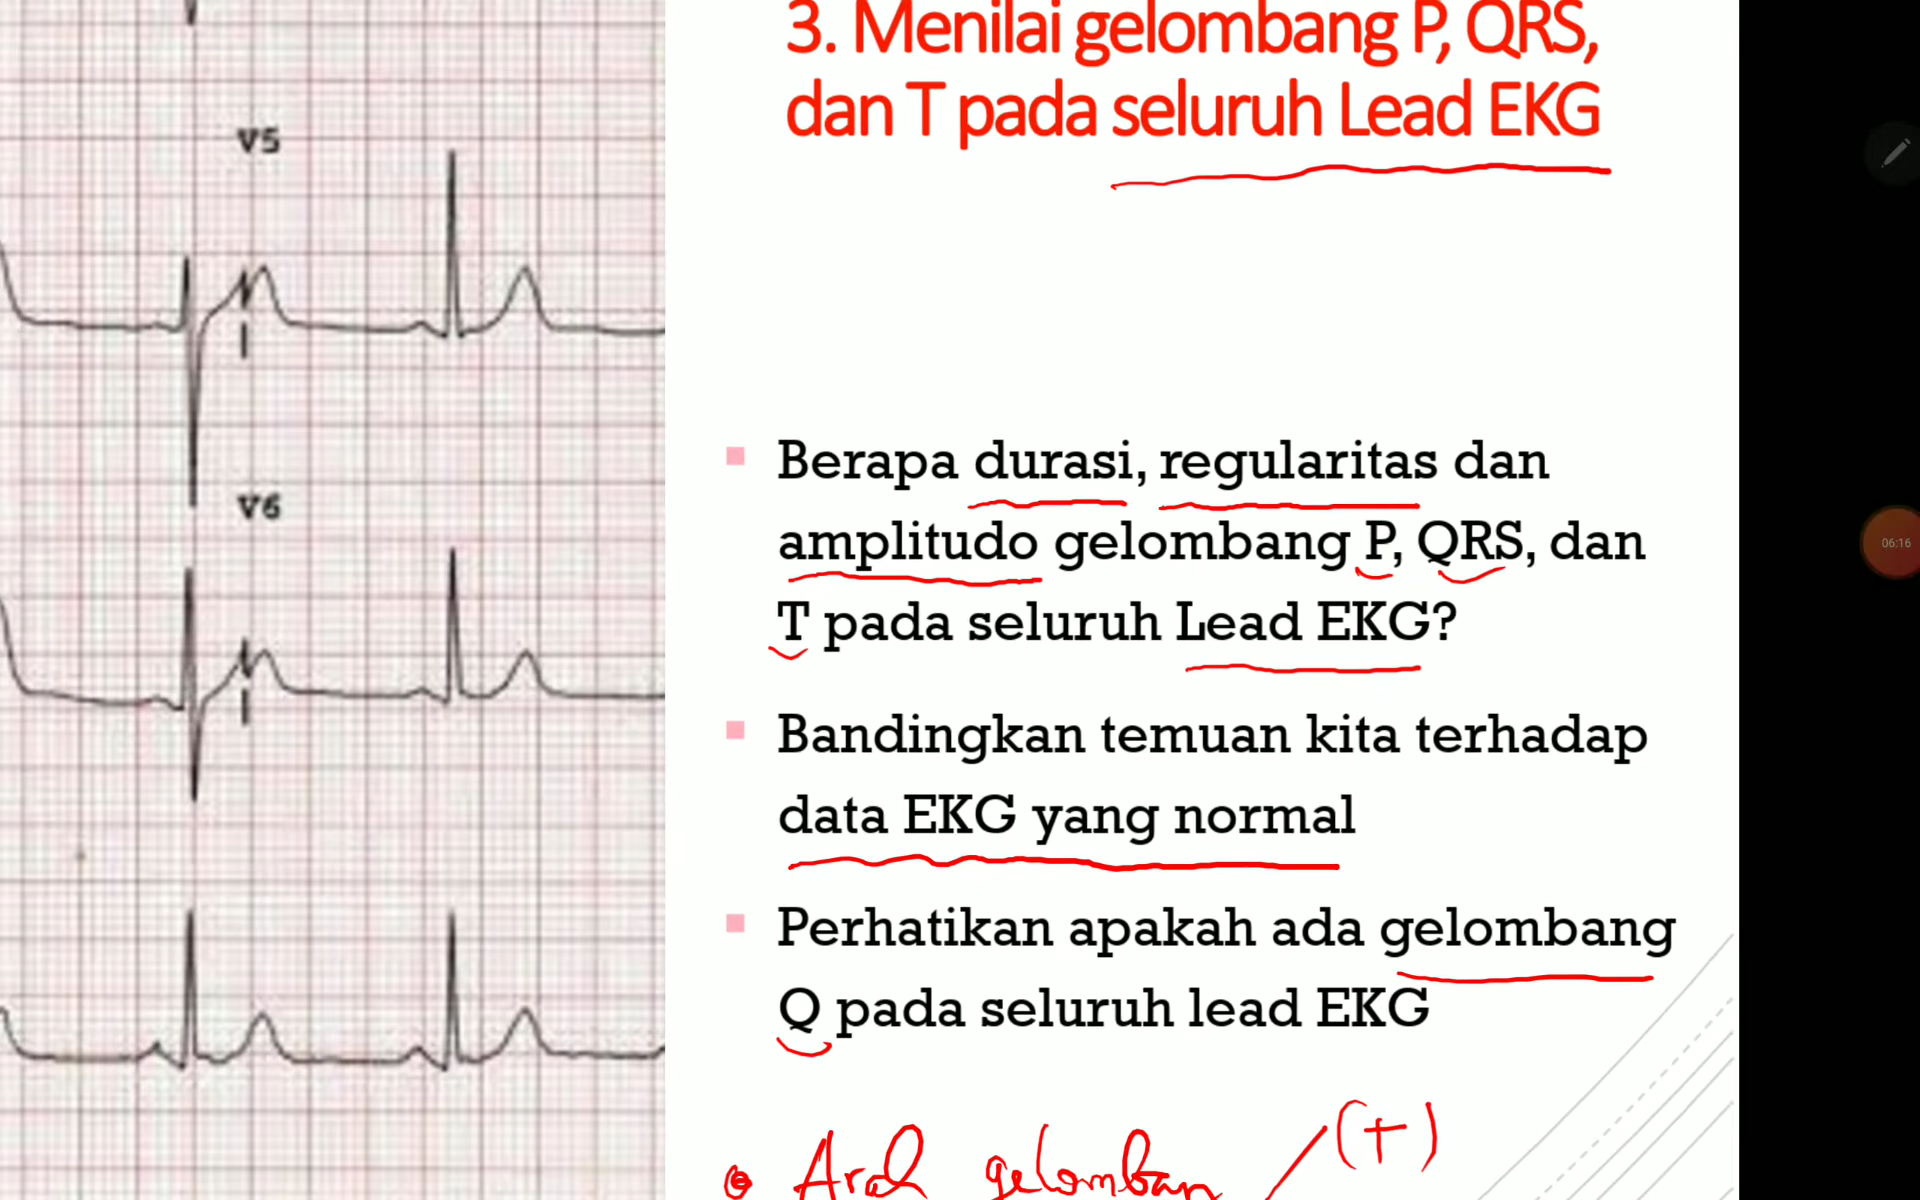 3. Menilai gelombang P, QRS,
dan T pada seluruh Lead EKG
V5
V6
Berapa durasi, regularitas dan
amplitudo gelombang P, QRS, dan
T pada seluruh Lead EKG?
Bandingkan temuan kita terhadap
data EKG yang normal
Perhatikan apakah ada gelombang
Q pada seluruh lead EKG
Arah gelomban (+)
06:16